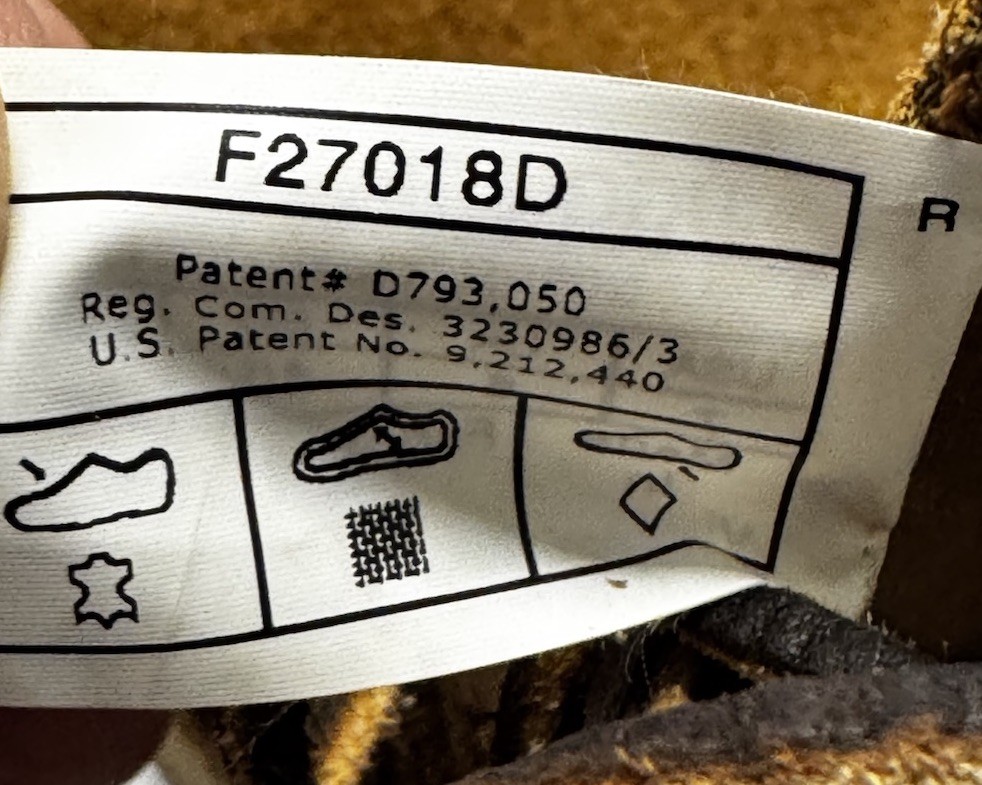 F27018D
R
Patent# D793,050
Reg. Com. Des. 3230986/3
U.S. Patent No. 9,212,440